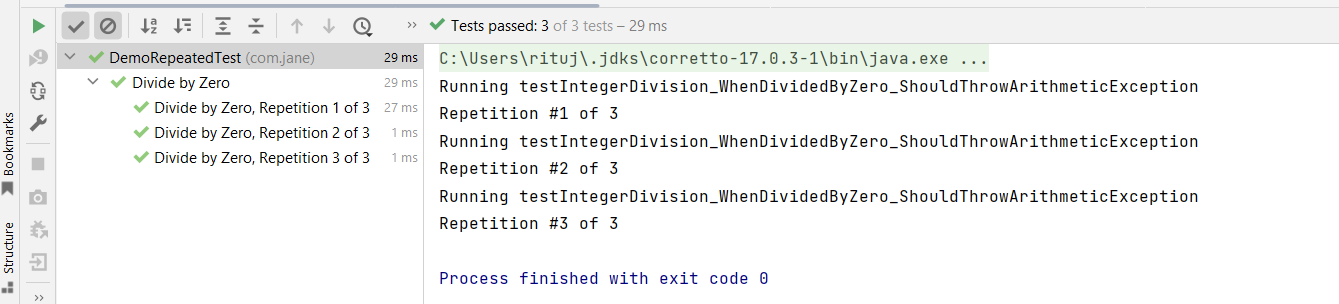 Tests passed: 3 of 3 tests – 29 ms
DemoRepeatedTest (com.jane) 29 ms
Divide by Zero 29 ms
Divide by Zero, Repetition 1 of 3 27 ms
Divide by Zero, Repetition 2 of 3 1 ms
Divide by Zero, Repetition 3 of 3 1 ms
C:\Users\rituj\.jdks\corretto-17.0.3-1\bin\java.exe ...
Running testIntegerDivision_WhenDividedByZero_ShouldThrowArithmeticException
Repetition #1 of 3
Running testIntegerDivision_WhenDividedByZero_ShouldThrowArithmeticException
Repetition #2 of 3
Running testIntegerDivision_WhenDividedByZero_ShouldThrowArithmeticException
Repetition #3 of 3
Process finished with exit code 0
Bookmarks
Structure